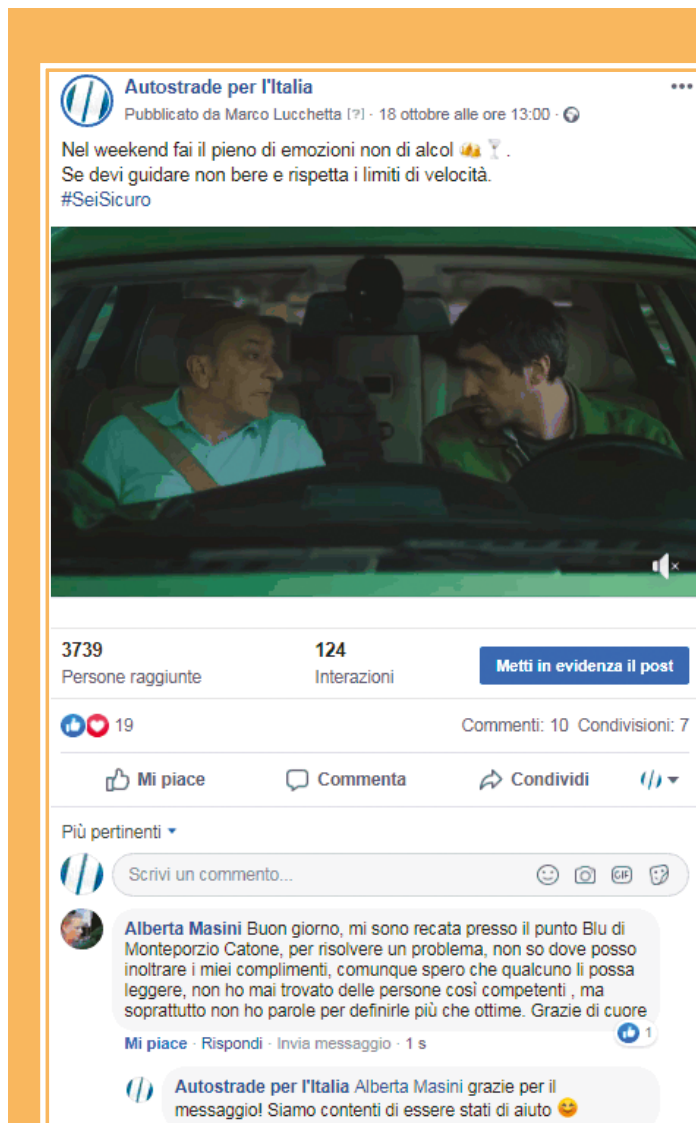 Autostrade per l'Italia
Pubblicato da Marco Lucchetta [?] · 18 ottobre alle ore 13:00 ·
Nel weekend fai il pieno di emozioni non di alcol 🍻🍸.
Se devi guidare non bere e rispetta i limiti di velocità.
#SeiSicuro
3739 124
Persone raggiunte Interazioni Metti in evidenza il post
19 Commenti: 10 Condivisioni: 7
Mi piace Commenta Condividi
Più pertinenti
Scrivi un commento... GIF
Alberta Masini Buon giorno, mi sono recata presso il punto Blu di
Monteporzio Catone, per risolvere un problema, non so dove posso
inoltrare i miei complimenti, comunque spero che qualcuno li possa
leggere, non ho mai trovato delle persone così competenti , ma
soprattutto non ho parole per definirle più che ottime. Grazie di cuore
1
Mi piace · Rispondi · Invia messaggio · 1 s
Autostrade per l'Italia Alberta Masini grazie per il
messaggio! Siamo contenti di essere stati di aiuto 😊